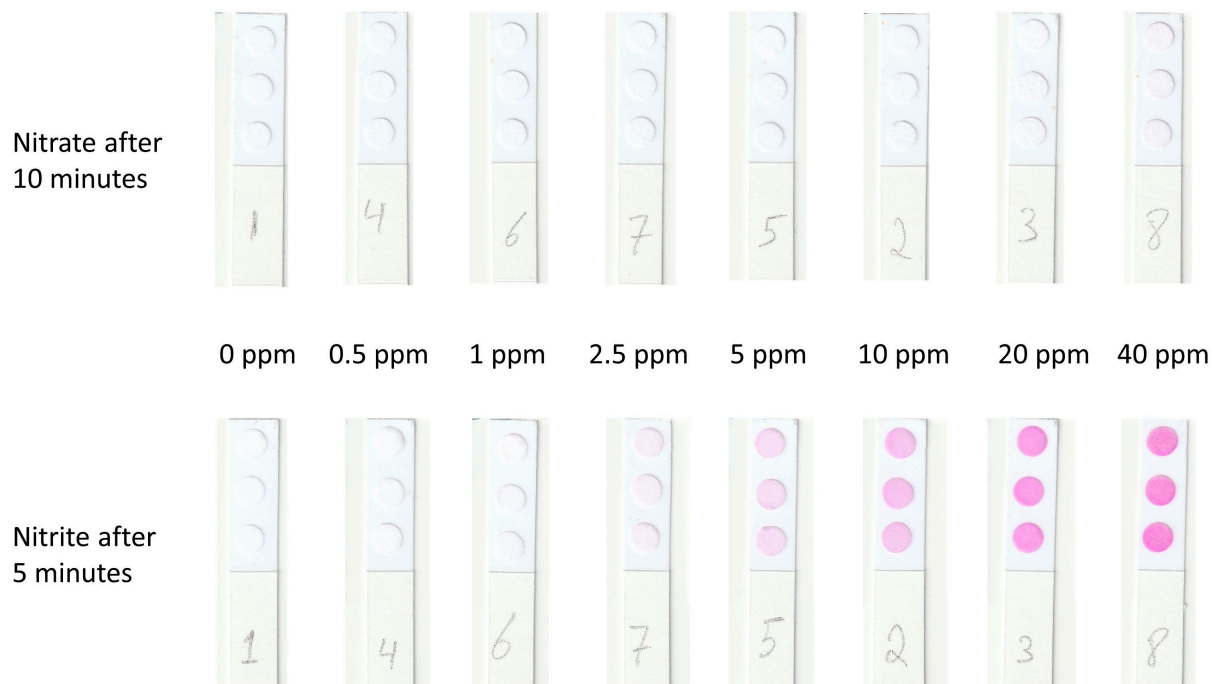 Nitrate after
10 minutes
1 4 6 7 5 2 3 8
0 ppm 0.5 ppm 1 ppm 2.5 ppm 5 ppm 10 ppm 20 ppm 40 ppm
Nitrite after
5 minutes
1 4 6 7 5 2 3 8